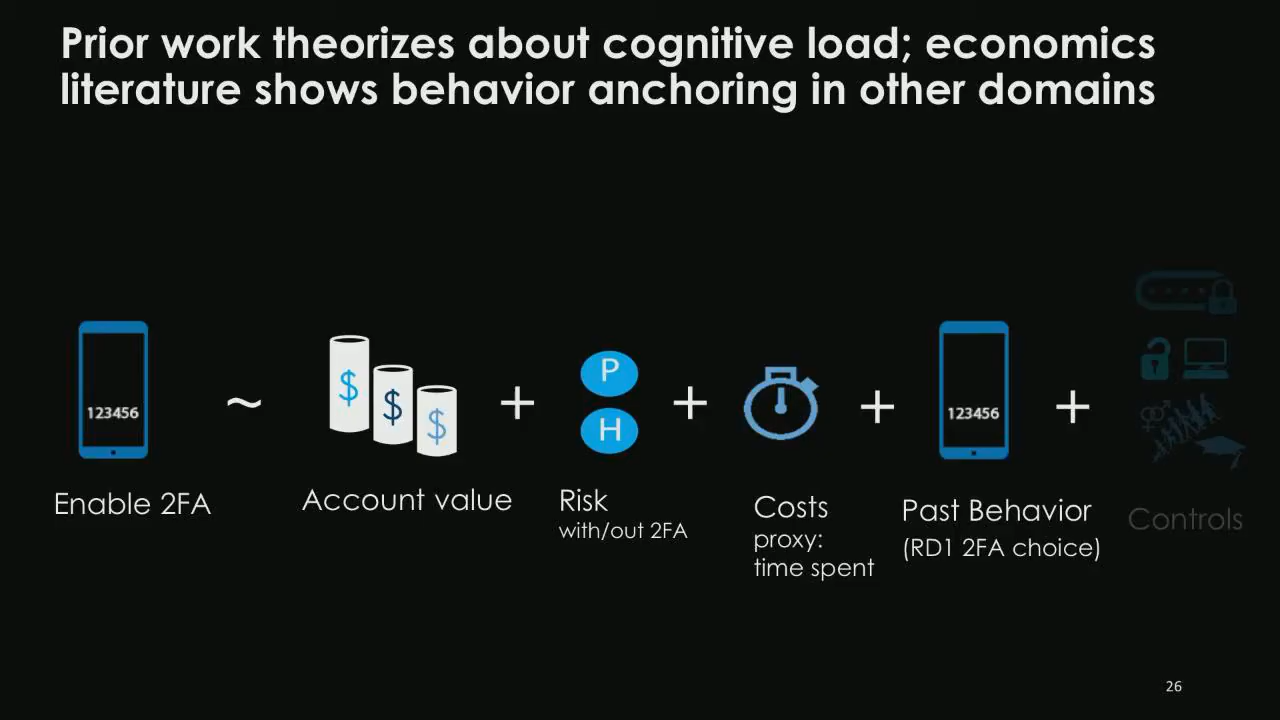 Prior work theorizes about cognitive load; economics
literature shows behavior anchoring in other domains
123456
Enable 2FA
~
$
$
$
Account value
+
P
H
Risk
with/out 2FA
+
Costs
proxy:
time spent
+
123456
Past Behavior
(RD1 2FA choice)
+
Controls
26